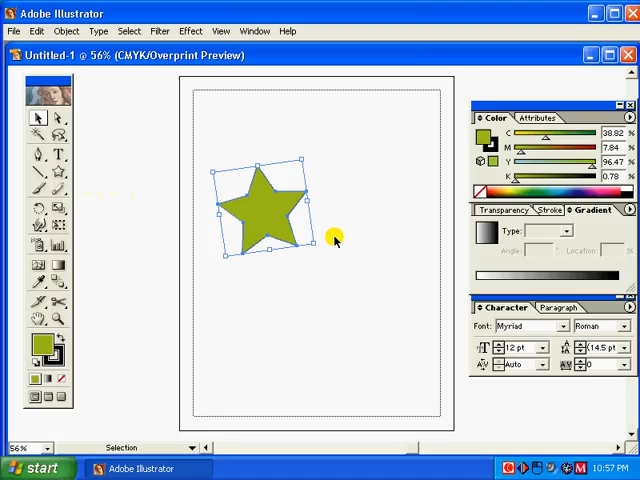 Adobe Illustrator
File Edit Object Type Select Filter Effect View Window Help
Untitled-1 @ 56% (CMYK/Overprint Preview)
Color Attributes
C 38.82 %
M 7.84 %
Y 96.47 %
K 0.78 %
Transparency Stroke Gradient
Type:
Angle: ° Location: %
Character Paragraph
Font: Myriad Roman
12 pt (14.5 pt
Auto 0
56% Selection
start Adobe Illustrator 10:57 PM